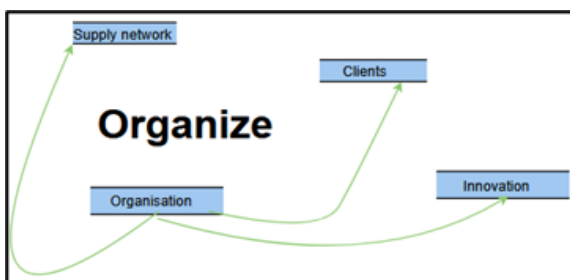 Supply network
Clients
Organize
Organisation
Innovation